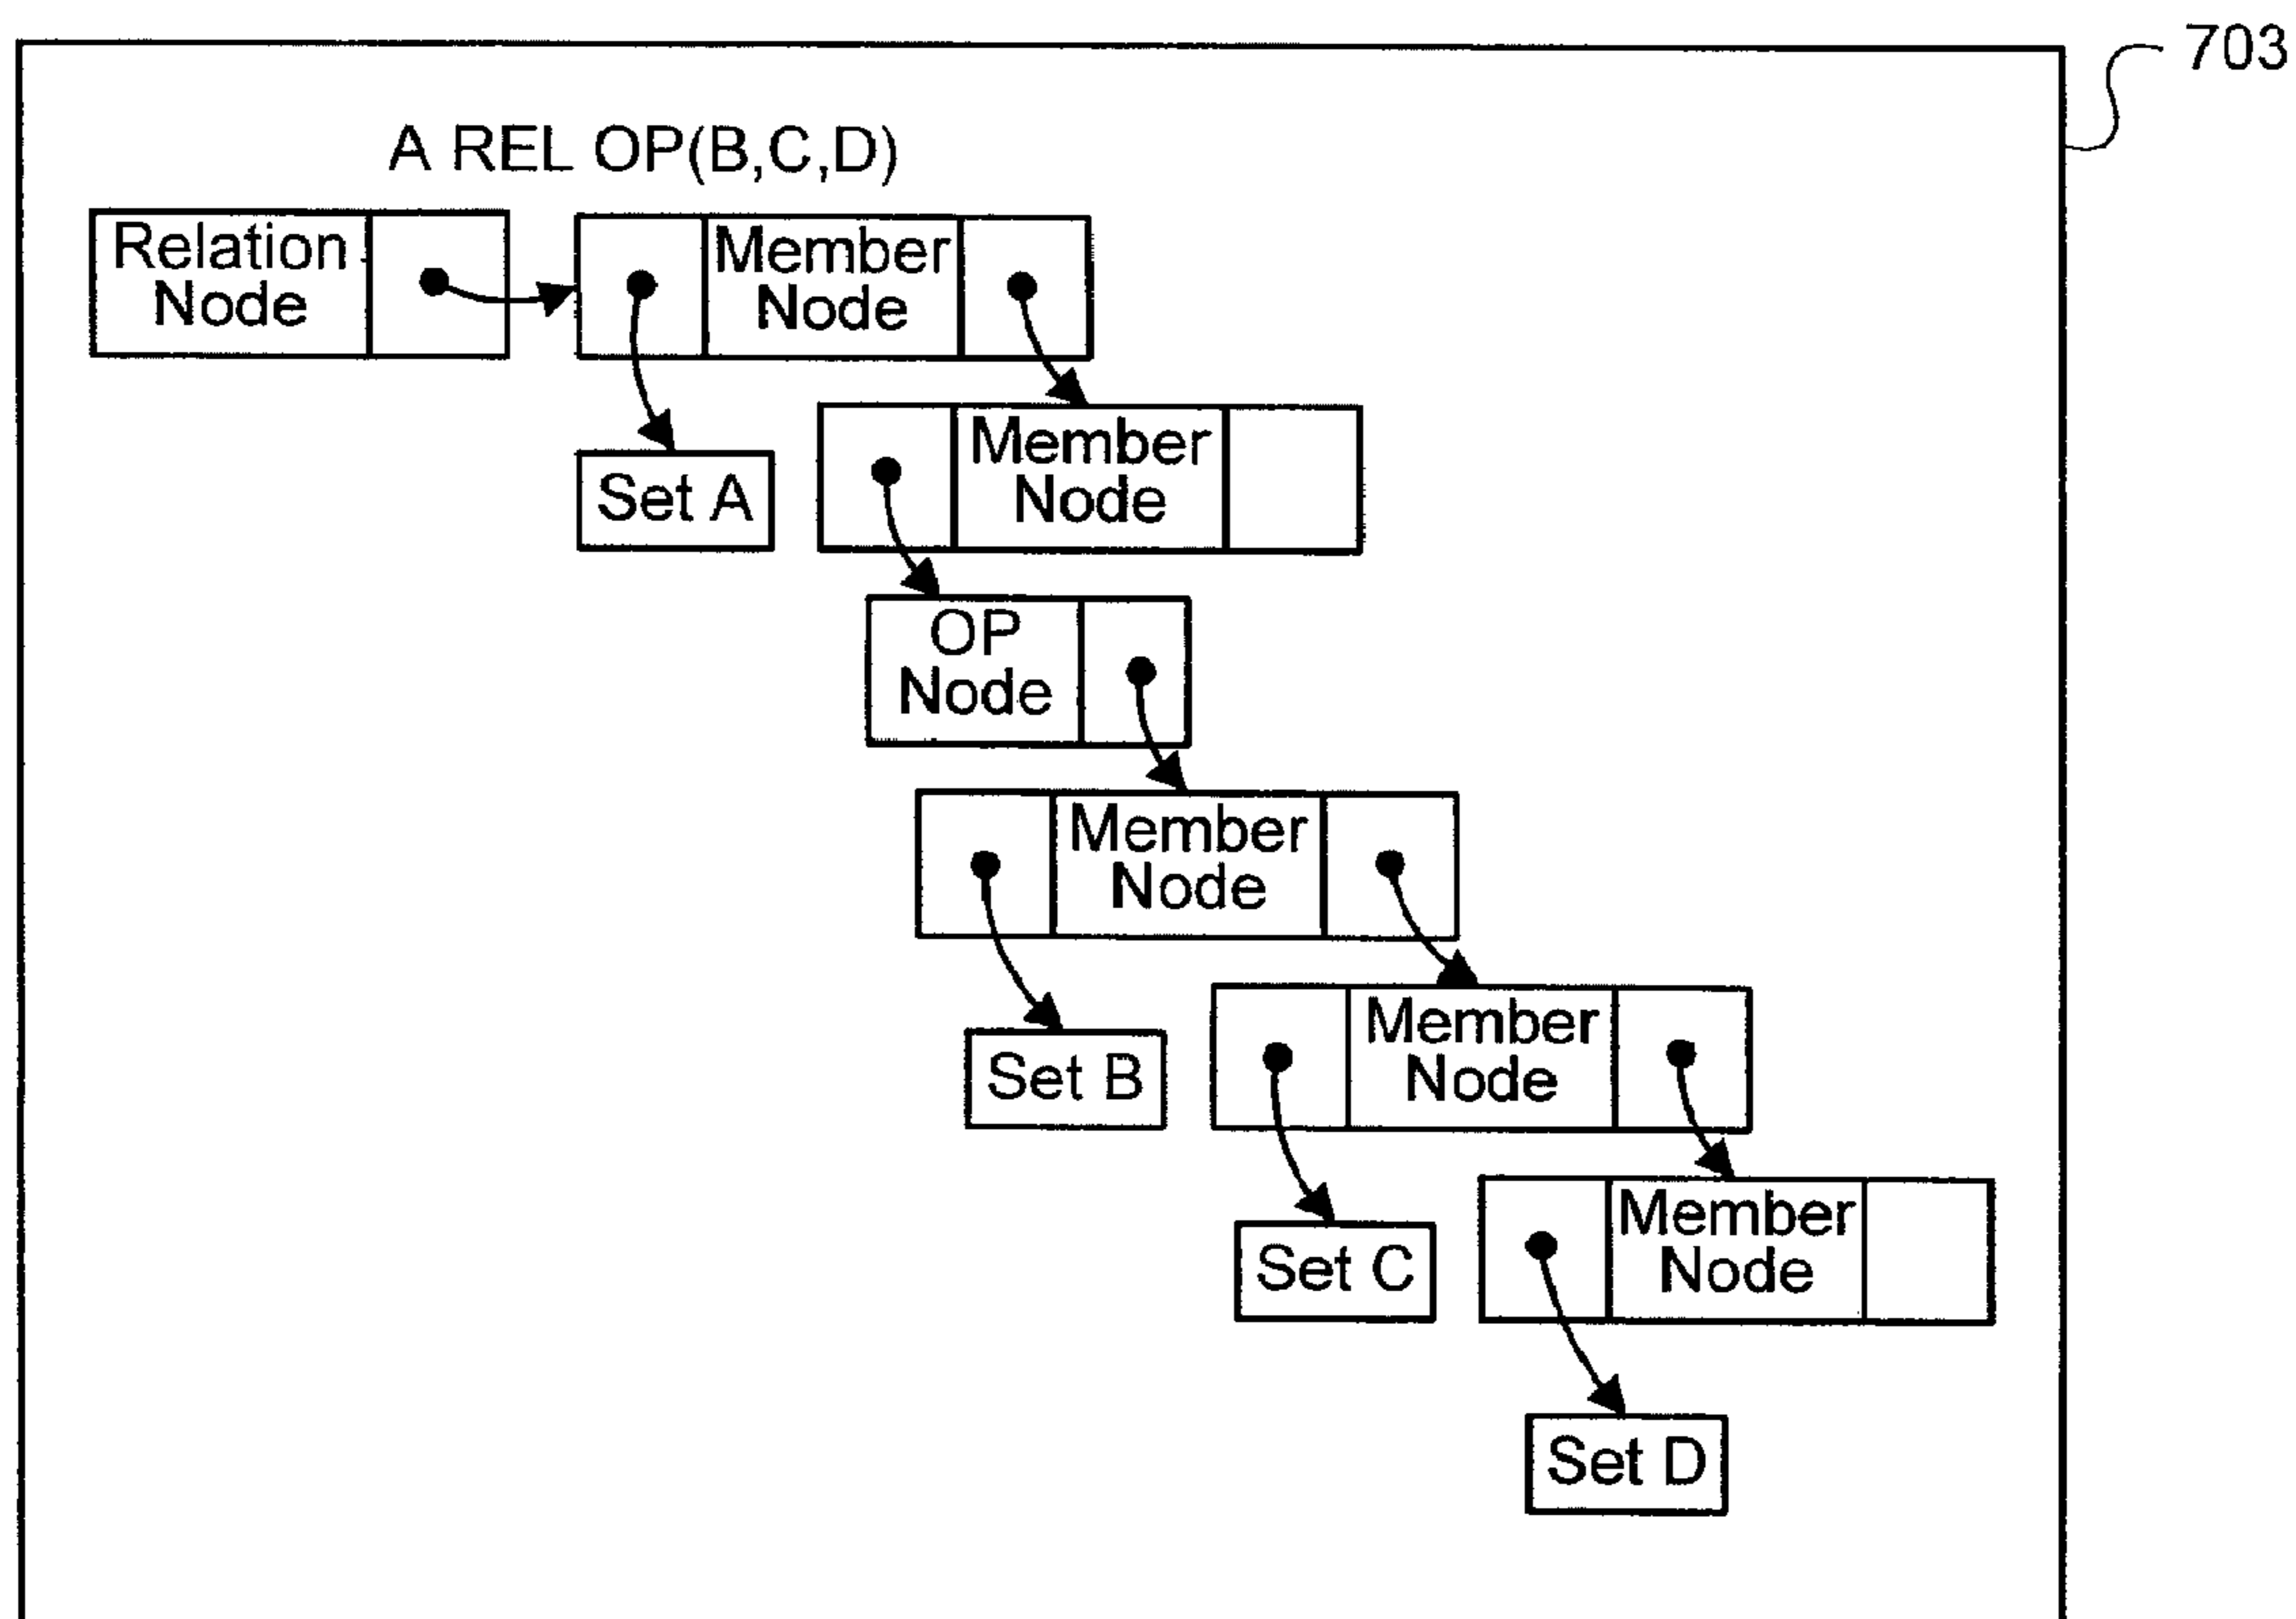 703
A REL OP(B,C,D)
Relation
Node
Member
Node
Set A
Member
Node
OP
Node
Member
Node
Set B
Member
Node
Set C
Member
Node
Set D